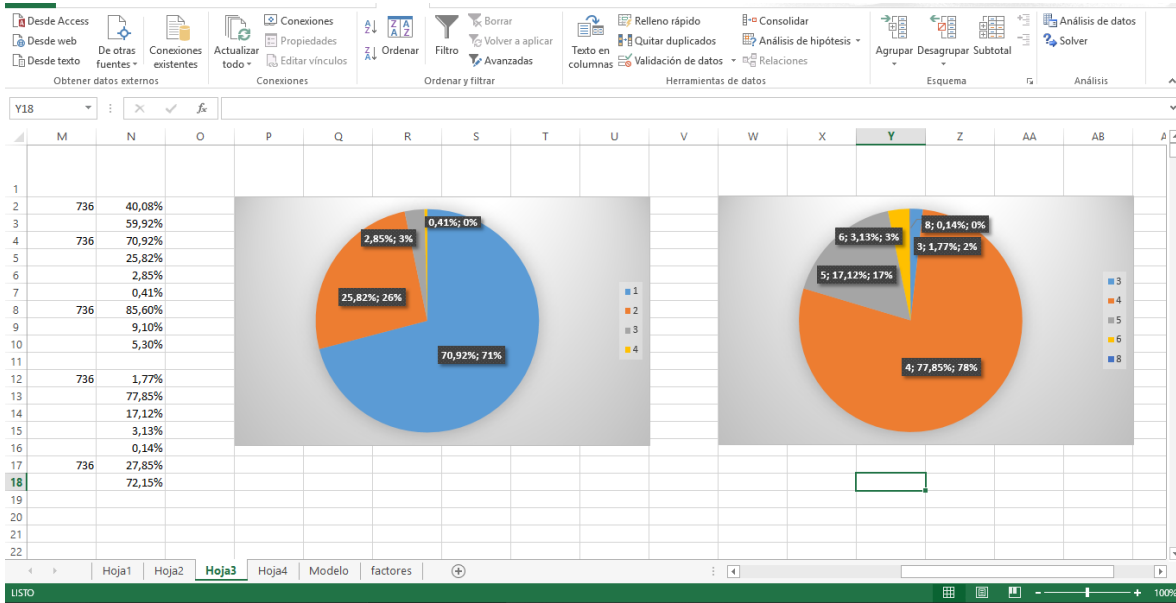 Desde Access
Desde web
Desde texto
De otras fuentes
Conexiones existentes
Obtener datos externos
Actualizar todo
Conexiones
Propiedades
Editar vínculos
Conexiones
Ordenar
Filtro
Borrar
Volver a aplicar
Avanzadas
Ordenar y filtrar
Texto en columnas
Relleno rápido
Quitar duplicados
Validación de datos
Consolidar
Análisis de hipótesis
Relaciones
Herramientas de datos
Agrupar Desagrupar Subtotal
Esquema
Análisis de datos
Solver
Análisis
Y18
fx
M N O P Q R S T U V W X Y Z AA AB
1
2 736 40,08%
3 59,92%
4 736 70,92%
5 25,82%
6 2,85%
7 0,41%
8 736 85,60%
9 9,10%
10 5,30%
11
12 736 1,77%
13 77,85%
14 17,12%
15 3,13%
16 0,14%
17 736 27,85%
18 72,15%
19
20
21
22
0,41%; 0%
2,85%; 3%
25,82%; 26%
70,92%; 71%
1
2
3
4
8; 0,14%; 0%
6; 3,13%; 3%
3; 1,77%; 2%
5; 17,12%; 17%
4; 77,85%; 78%
3
4
5
6
8
Hoja1 Hoja2 Hoja3 Hoja4 Modelo factores
LISTO
100%